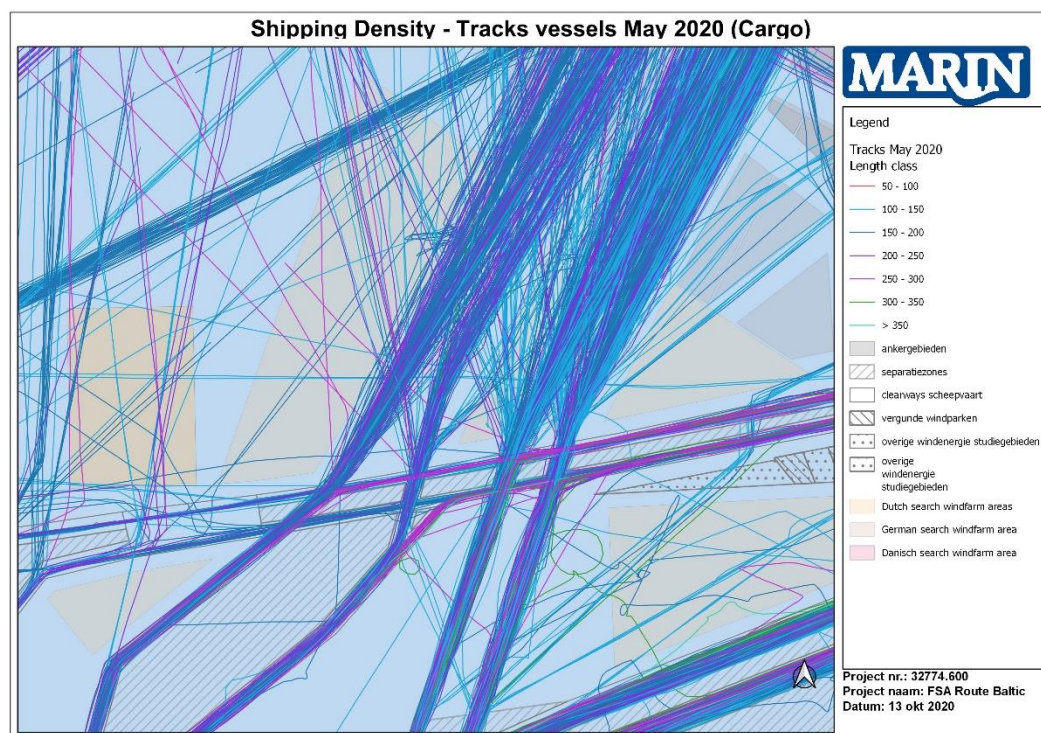 Shipping Density - Tracks vessels May 2020 (Cargo)
MARIN
Legend
Tracks May 2020
Length class
50 - 100
100 - 150
150 - 200
200 - 250
250 - 300
300 - 350
> 350
ankergebieden
separatiezones
clearways scheepvaart
vergunde windparken
overige windenergie studiegebieden
overige
windenergie
studiegebieden
Dutch search windfarm areas
German search windfarm area
Danisch search windfarm area
Project nr.: 32774.600
Project naam: FSA Route Baltic
Datum: 13 okt 2020